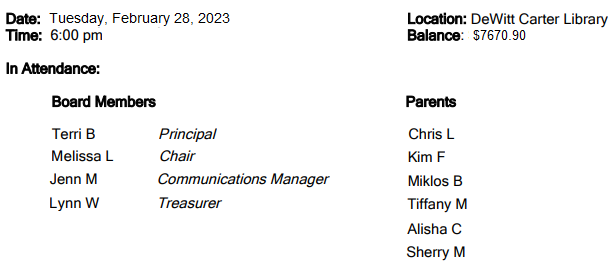 Date: Tuesday, February 28, 2023 Location: DeWitt Carter Library
Time: 6:00 pm Balance: $7670.90
In Attendance:
Board Members Parents
Terri B Principal Chris L
Melissa L Chair Kim F
Jenn M Communications Manager Miklos B
Lynn W Treasurer Tiffany M
Alisha C
Sherry M